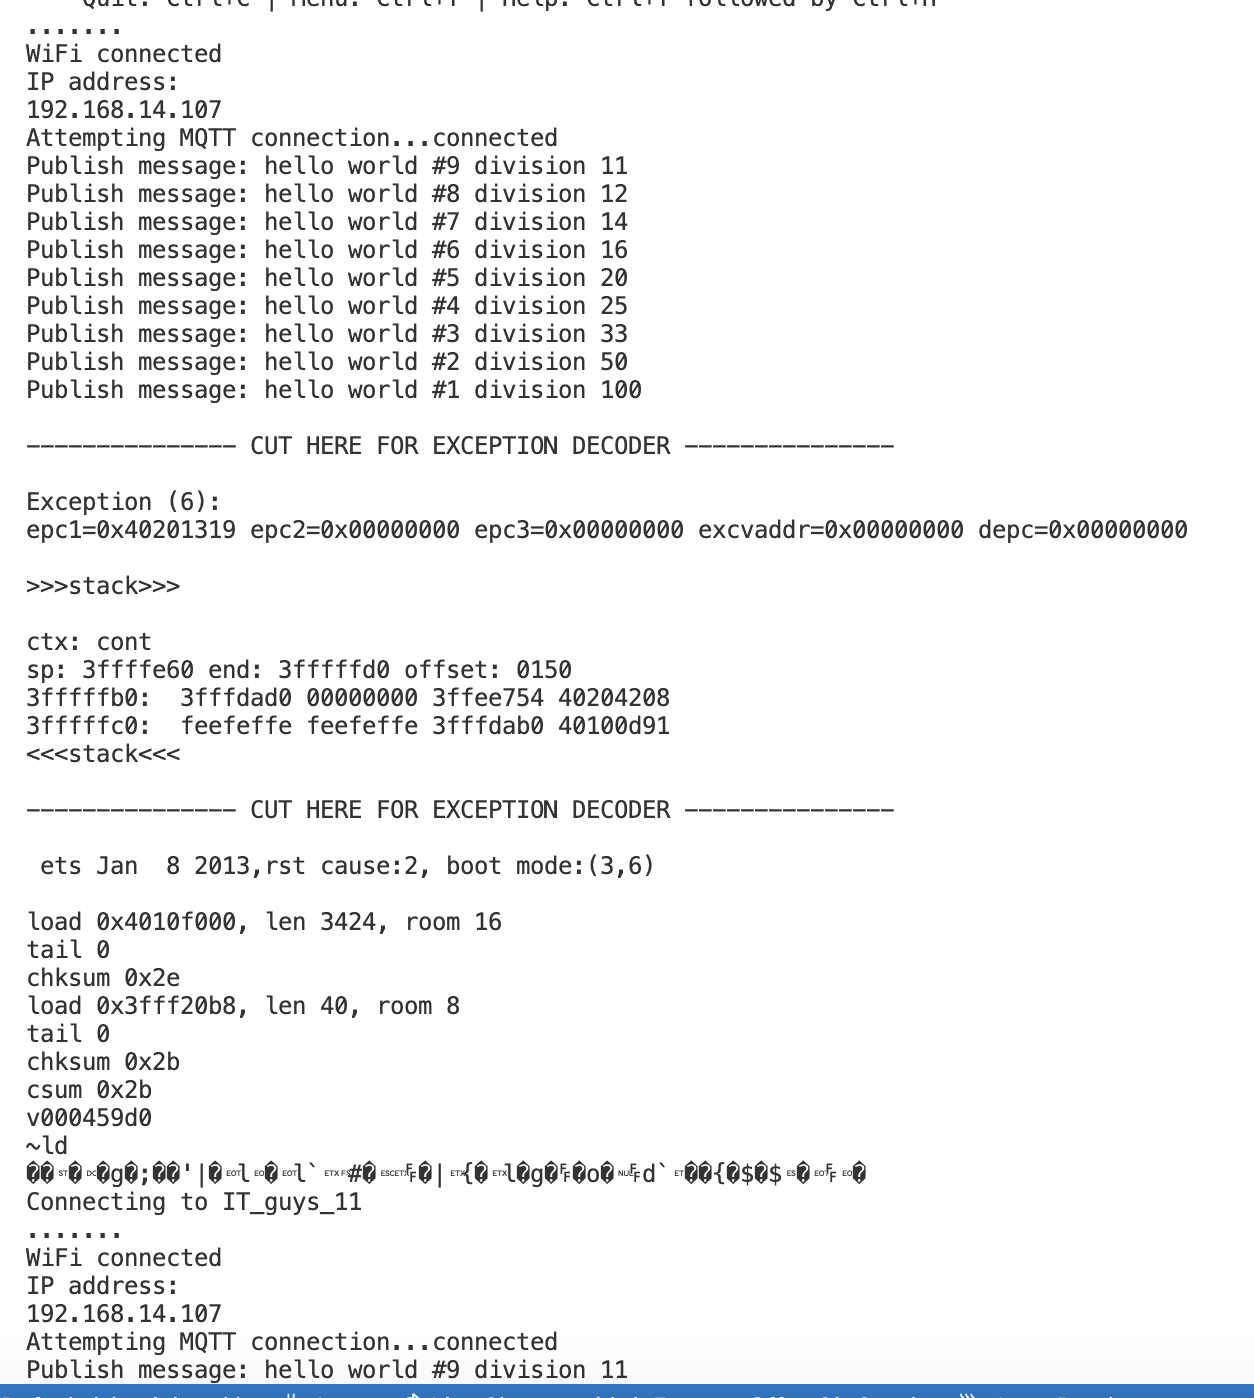 Quit: Ctrl+C | Menu: Ctrl+T | Help: Ctrl+T followed by Ctrl+H
.......
WiFi connected
IP address:
192.168.14.107
Attempting MQTT connection...connected
Publish message: hello world #9 division 11
Publish message: hello world #8 division 12
Publish message: hello world #7 division 14
Publish message: hello world #6 division 16
Publish message: hello world #5 division 20
Publish message: hello world #4 division 25
Publish message: hello world #3 division 33
Publish message: hello world #2 division 50
Publish message: hello world #1 division 100
--------------- CUT HERE FOR EXCEPTION DECODER ---------------
Exception (6):
epc1=0x40201319 epc2=0x00000000 epc3=0x00000000 excvaddr=0x00000000 depc=0x00000000
>>>stack>>>
ctx: cont
sp: 3ffffe60 end: 3fffffd0 offset: 0150
3fffffb0:  3fffdad0 00000000 3ffee754 40204208
3fffffc0:  feefeffe feefeffe 3fffdab0 40100d91
<<<stack<<<
--------------- CUT HERE FOR EXCEPTION DECODER ---------------
ets Jan  8 2013,rst cause:2, boot mode:(3,6)
load 0x4010f000, len 3424, room 16
tail 0
chksum 0x2e
load 0x3fff20b8, len 40, room 8
tail 0
chksum 0x2b
csum 0x2b
v000459d0
~ld
Connecting to IT_guys_11
.......
WiFi connected
IP address:
192.168.14.107
Attempting MQTT connection...connected
Publish message: hello world #9 division 11